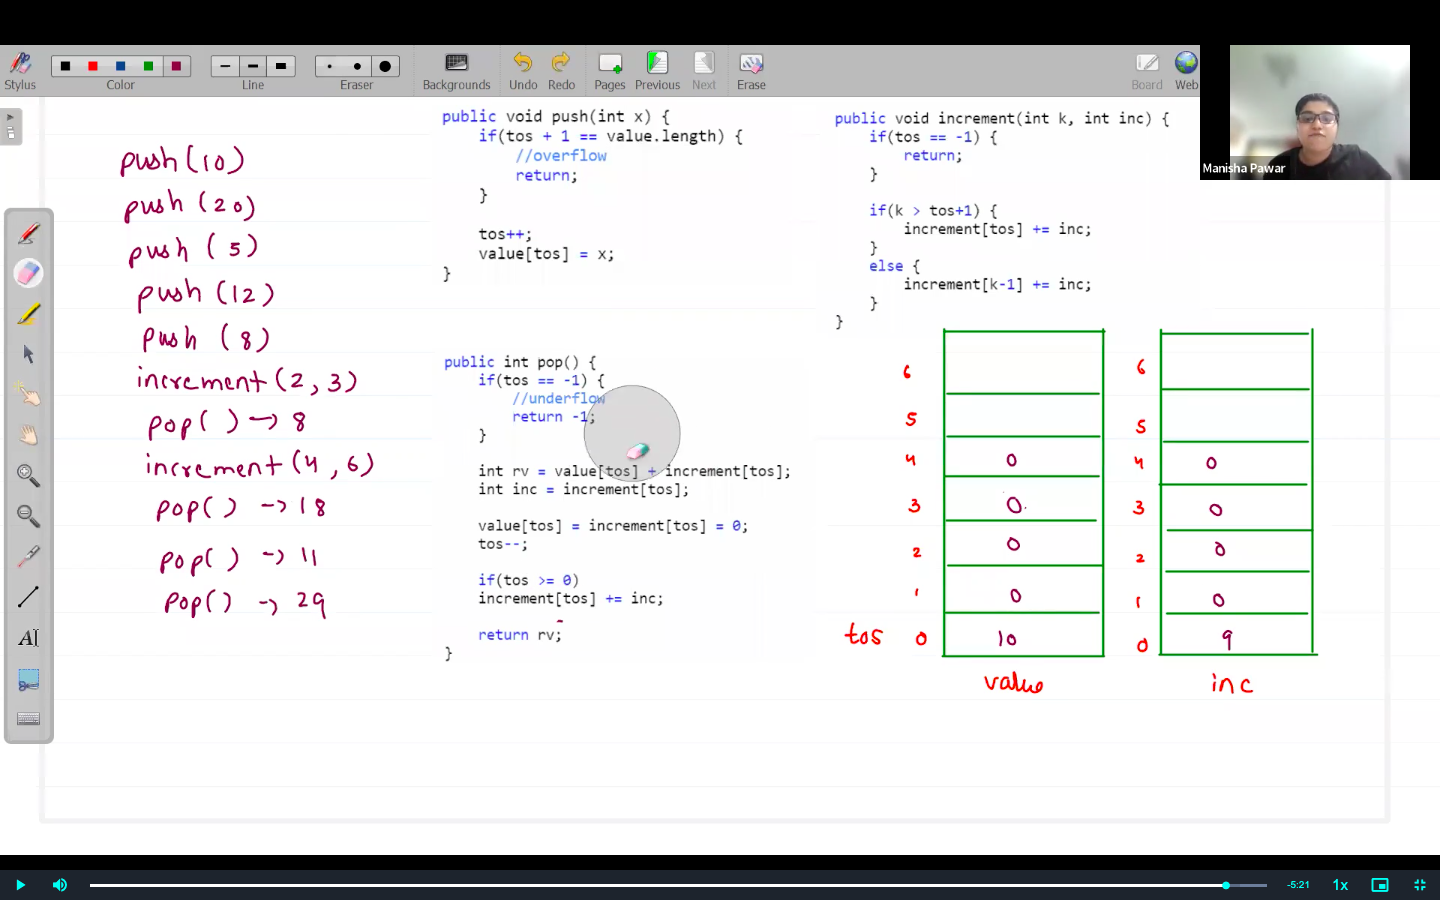 Stylus
Color
Line
Eraser
Backgrounds
Undo
Redo
Pages
Previous
Next
Erase
Board
Web
Manisha Pawar
push(10)
push (20)
push (5)
push (12)
push (8)
increment (2, 3)
pop( ) → 8
increment (4, 6)
pop( ) → 18
pop( ) → 11
pop( ) → 29
public void push(int x) {
if(tos + 1 == value.length) {
//overflow
return;
}
tos++;
value[tos] = x;
}
public int pop() {
if(tos == -1) {
//underflow
return -1;
}
int rv = value[tos] + increment[tos];
int inc = increment[tos];
value[tos] = increment[tos] = 0;
tos--;
if(tos >= 0)
increment[tos] += inc;
return rv;
}
public void increment(int k, int inc) {
if(tos == -1) {
return;
}
if(k > tos+1) {
increment[tos] += inc;
}
else {
increment[k-1] += inc;
}
}
6 6
5 5
4 0 4 0
3 0 3 0
2 0 2 0
1 0 1 0
tos 0 10 0 9
value inc
AI
-5:21
1x